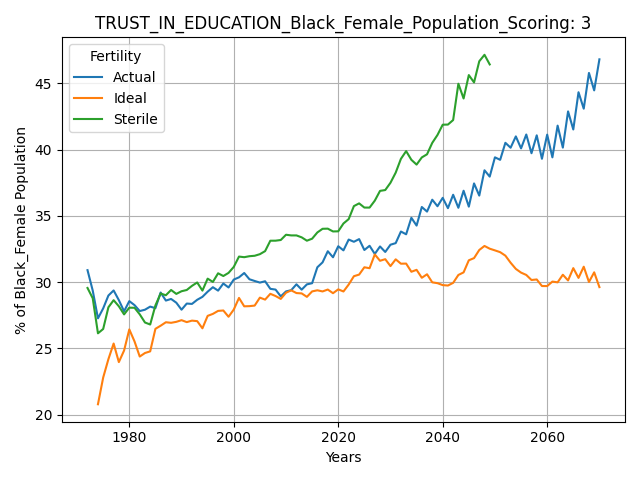 TRUST_IN_EDUCATION_Black_Female_Population_Scoring: 3
Fertility
Actual
Ideal
Sterile
% of Black_Female Population
45
40
35
30
25
20
1980
2000
2020
2040
2060
Years